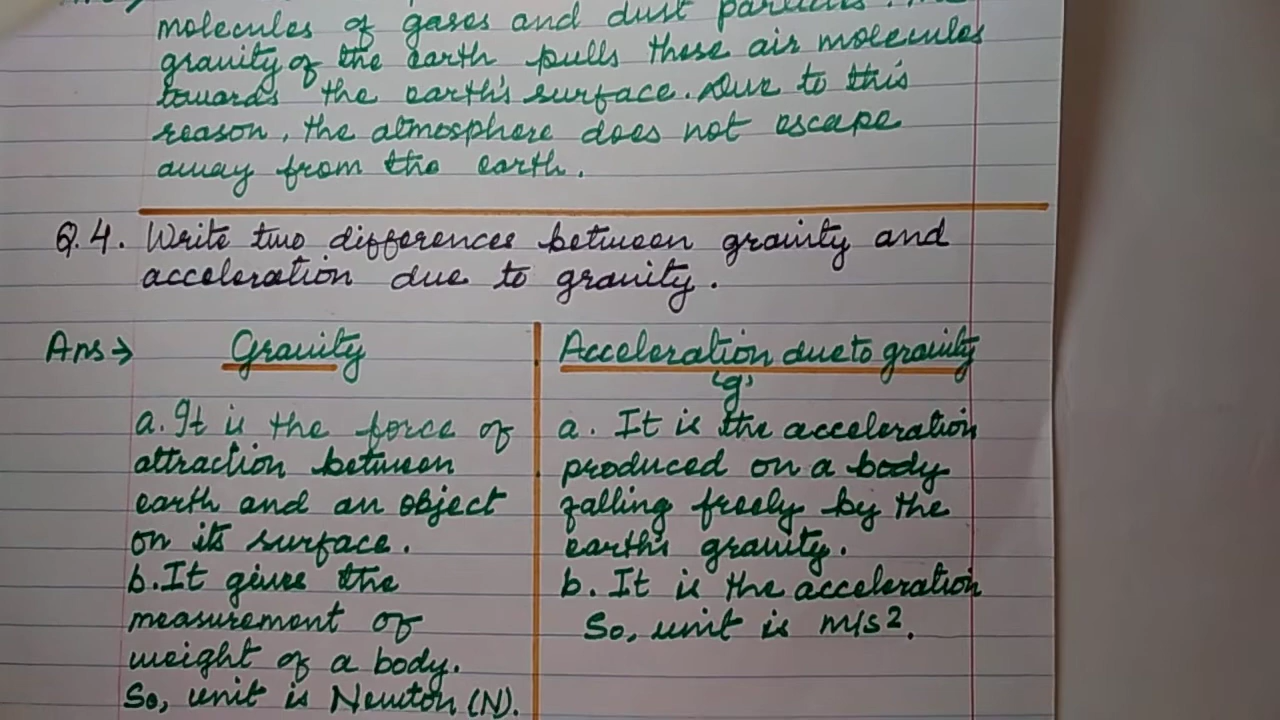 molecules of gases and dust particles.
gravity of the earth pulls these air molecules
towards the earth's surface. Due to this
reason, the atmosphere does not escape
away from the earth.
Q.4. Write two differences between gravity and
acceleration due to gravity.
Ans→ Gravity
a. It is the force of
attraction between
earth and an object
on its surface.
b. It gives the
measurement of
weight of a body.
So, unit is Newton (N).
Acceleration due to gravity
'g'
a. It is the acceleration
produced on a body
falling freely by the
earth's gravity.
b. It is the acceleration
So, unit is m/s2.